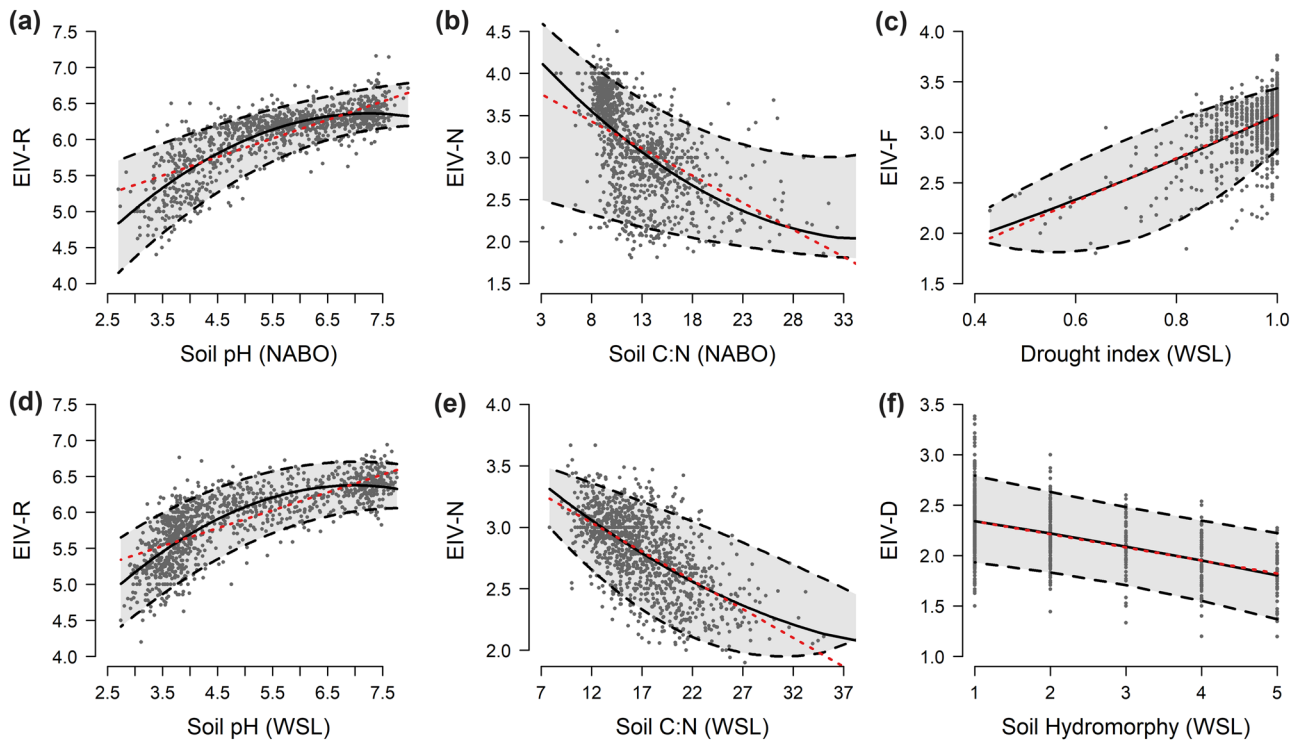 (a)
7.5
7.0
6.5
6.0
5.5
5.0
4.5
4.0
EIV-R
2.5 3.5 4.5 5.5 6.5 7.5
Soil pH (NABO)
(b)
4.5
4.0
3.5
3.0
2.5
2.0
1.5
EIV-N
3 8 13 18 23 28 33
Soil C:N (NABO)
(c)
4.0
3.5
3.0
2.5
2.0
1.5
EIV-F
0.4 0.6 0.8 1.0
Drought index (WSL)
(d)
7.5
7.0
6.5
6.0
5.5
5.0
4.5
4.0
EIV-R
2.5 3.5 4.5 5.5 6.5 7.5
Soil pH (WSL)
(e)
4.0
3.5
3.0
2.5
2.0
EIV-N
7 12 17 22 27 32 37
Soil C:N (WSL)
(f)
3.5
3.0
2.5
2.0
1.5
1.0
EIV-D
1 2 3 4 5
Soil Hydromorphy (WSL)